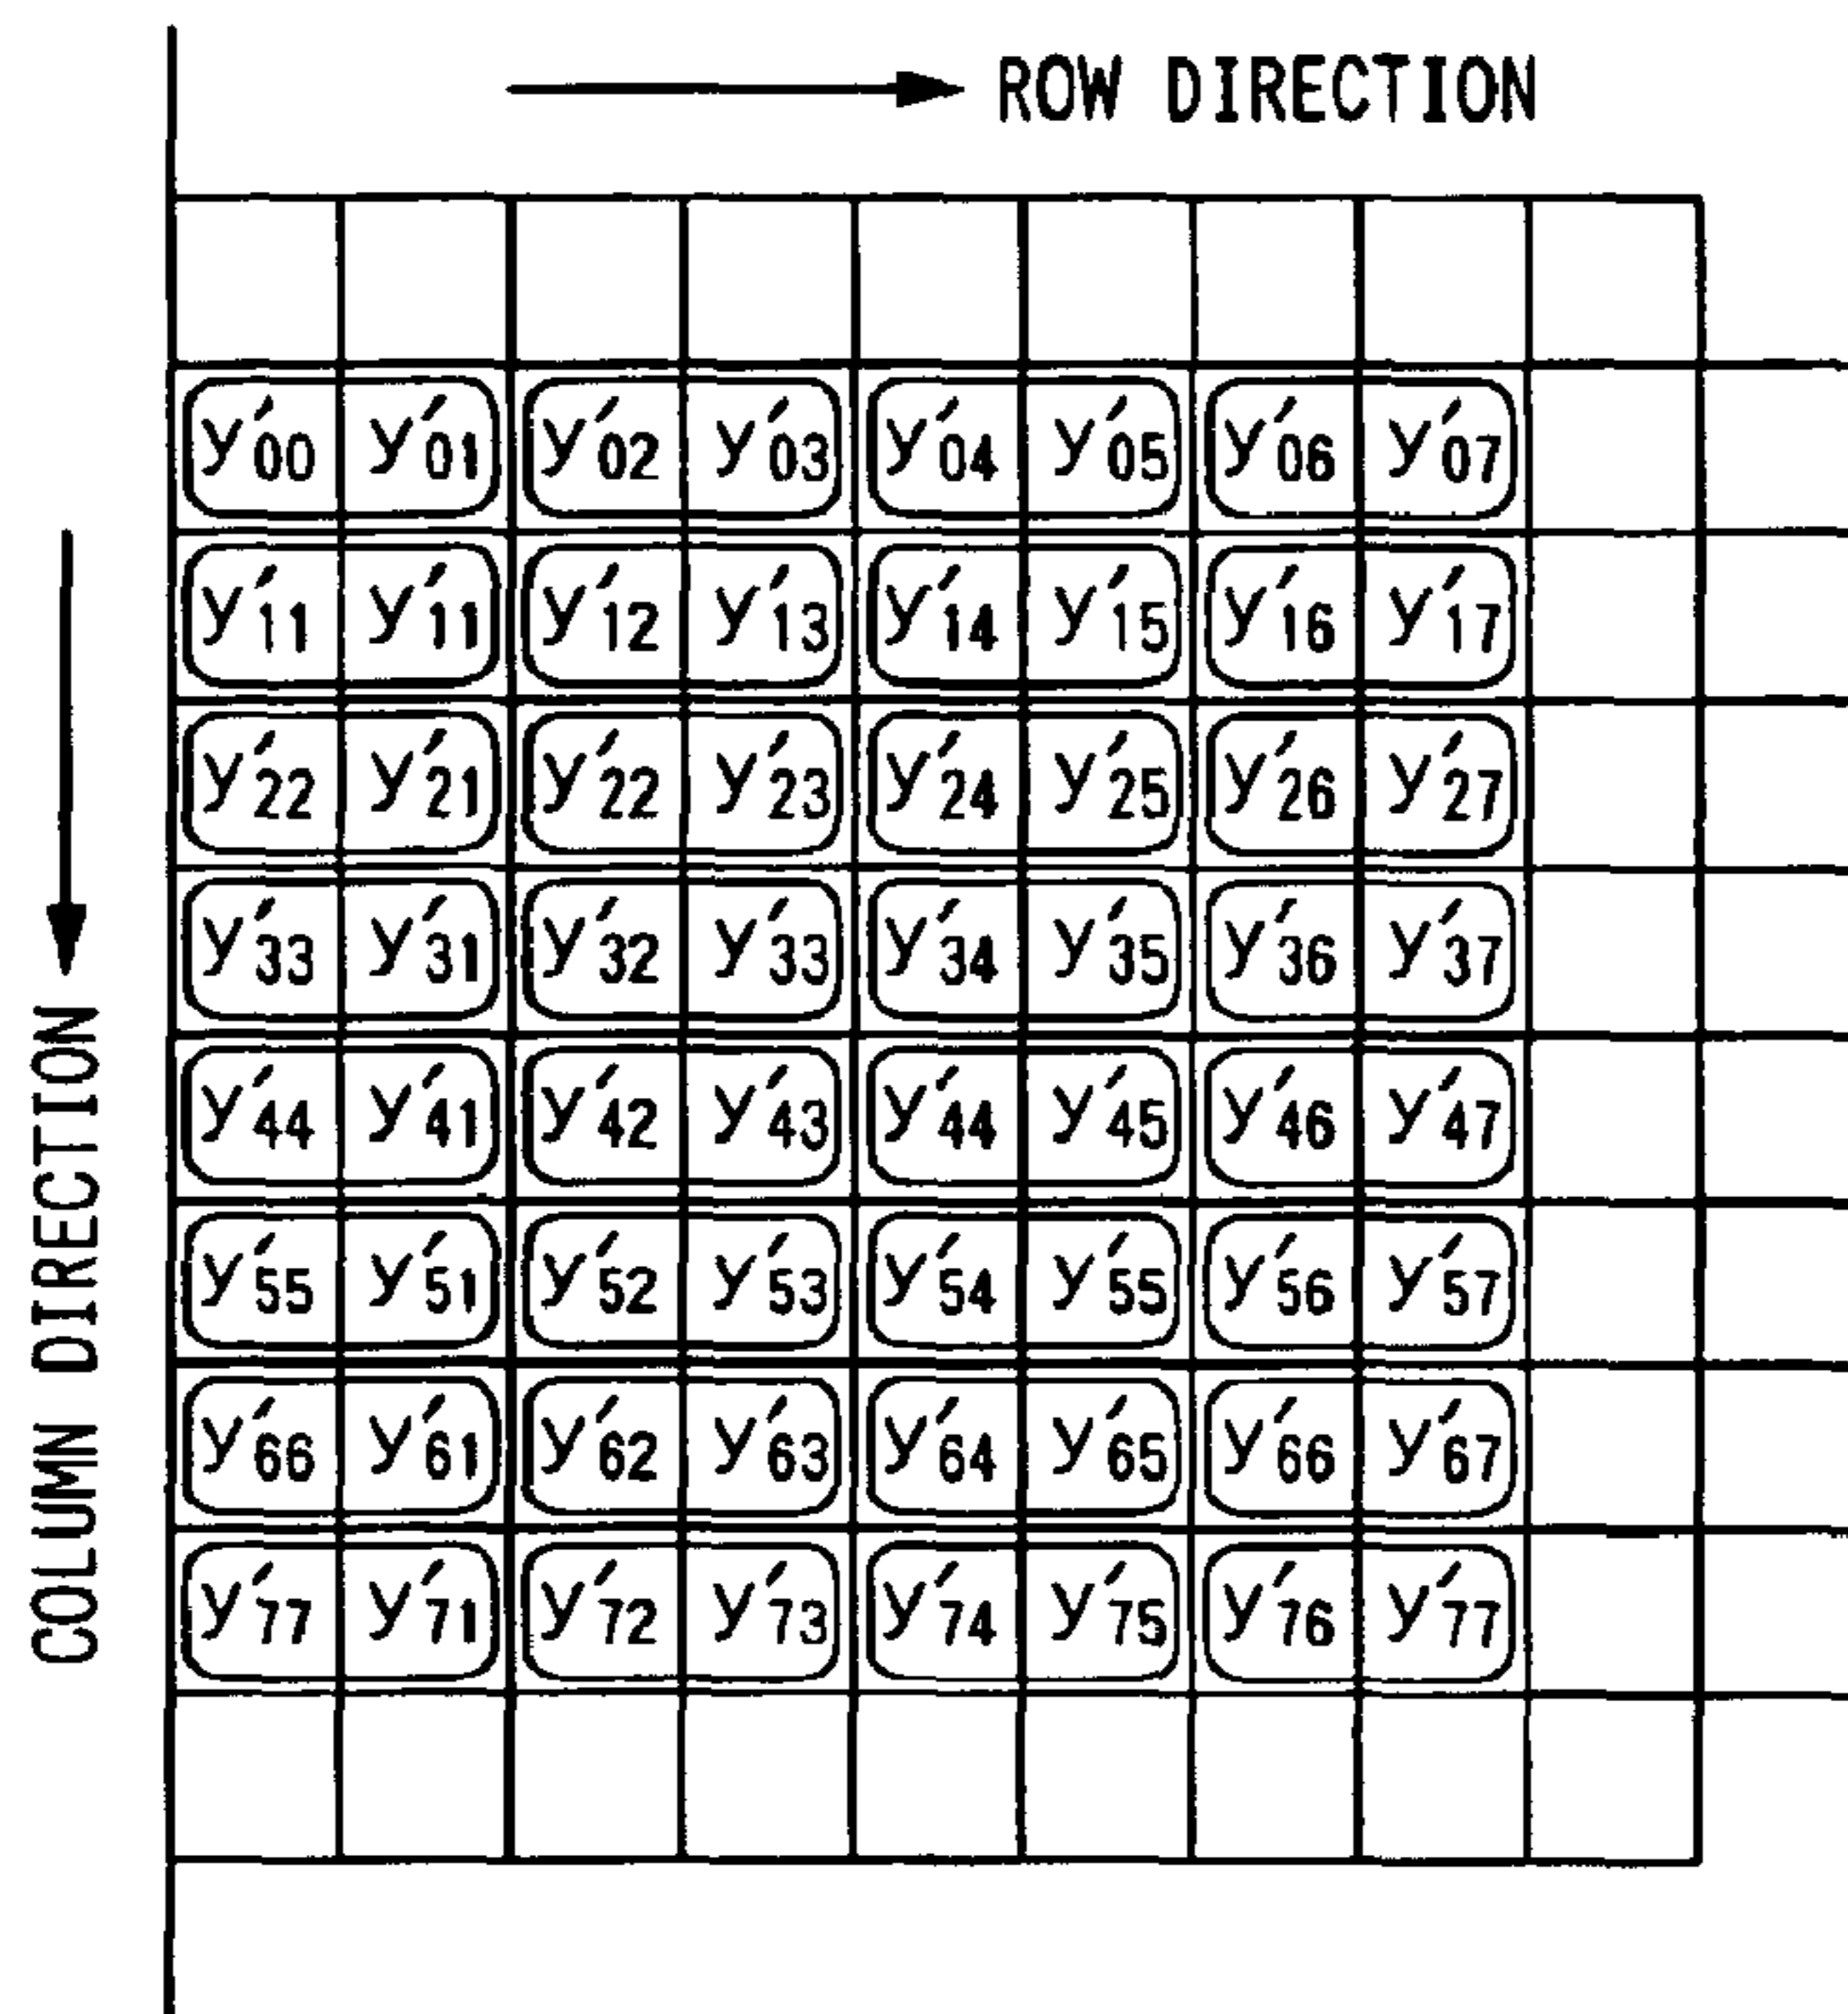 ROW DIRECTION
y'00 y'01 y'02 y'03 y'04 y'05 y'06 y'07
y'11 y'11 y'12 y'13 y'14 y'15 y'16 y'17
y'22 y'21 y'22 y'23 y'24 y'25 y'26 y'27
y'33 y'31 y'32 y'33 y'34 y'35 y'36 y'37
y'44 y'41 y'42 y'43 y'44 y'45 y'46 y'47
y'55 y'51 y'52 y'53 y'54 y'55 y'56 y'57
y'66 y'61 y'62 y'63 y'64 y'65 y'66 y'67
y'77 y'71 y'72 y'73 y'74 y'75 y'76 y'77
COLUMN DIRECTION